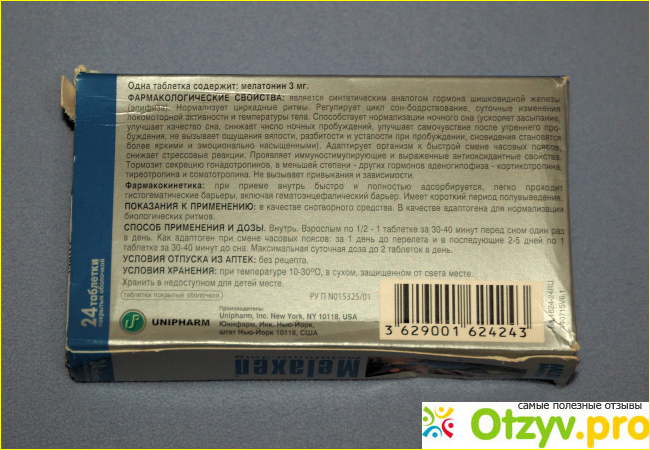 Одна таблетка содержит: мелатонин 3 мг.
ФАРМАКОЛОГИЧЕСКИЕ СВОЙСТВА: является синтетическим аналогом гормона шишковидной железы
(эпифиза). Нормализует циркадные ритмы. Регулирует цикл сон-бодрствование, суточные изменения
локомоторной активности и температуры тела. Способствует нормализации ночного сна (ускоряет засыпание,
улучшает качество сна, снижает число ночных пробуждений, улучшает самочувствие после утреннего про-
буждения, не вызывает ощущения вялости, разбитости и усталости при пробуждении, сновидения становятся
более яркими и эмоционально насыщенными). Адаптирует организм к быстрой смене часовых поясов,
снижает стрессовые реакции. Проявляет иммуностимулирующие и выраженные антиоксидантные свойства.
Тормозит секрецию гонадотропинов, в меньшей степени - других гормонов аденогипофиза - кортикотропина,
тиреотропина и соматотропина. Не вызывает привыкания и зависимости.
Фармакокинетика: при приеме внутрь быстро и полностью адсорбируется, легко проходит
гистогематические барьеры, включая гематоэнцефалический барьер. Имеет короткий период полувыведения.
ПОКАЗАНИЯ К ПРИМЕНЕНИЮ: в качестве снотворного средства. В качестве адаптогена для нормализации
биологических ритмов.
СПОСОБ ПРИМЕНЕНИЯ И ДОЗЫ: Внутрь. Взрослым по 1/2 - 1 таблетке за 30-40 минут перед сном один раз
в день. Как адаптоген при смене часовых поясов: за 1 день до перелета и в последующие 2-5 дней по 1
таблетке за 30-40 минут до сна. Максимальная суточная доза до 2 таблеток в день.
УСЛОВИЯ ОТПУСКА ИЗ АПТЕК: без рецепта.
УСЛОВИЯ ХРАНЕНИЯ: при температуре 10-30°C, в сухом, защищенном от света месте.
Хранить в недоступном для детей месте.
таблетки покрытые оболочкой
РУ П N015325/01
24 таблетки
покрытых оболочкой
UNIPHARM
Производитель:
Unipharm, Inc. New York, NY 10118, USA
Юнифарм, Инк. Нью-Йорк,
штат Нью-Йорк 10118, США
3 629001 624243
Melaxen
самые полезные отзывы
Otzyv.pro